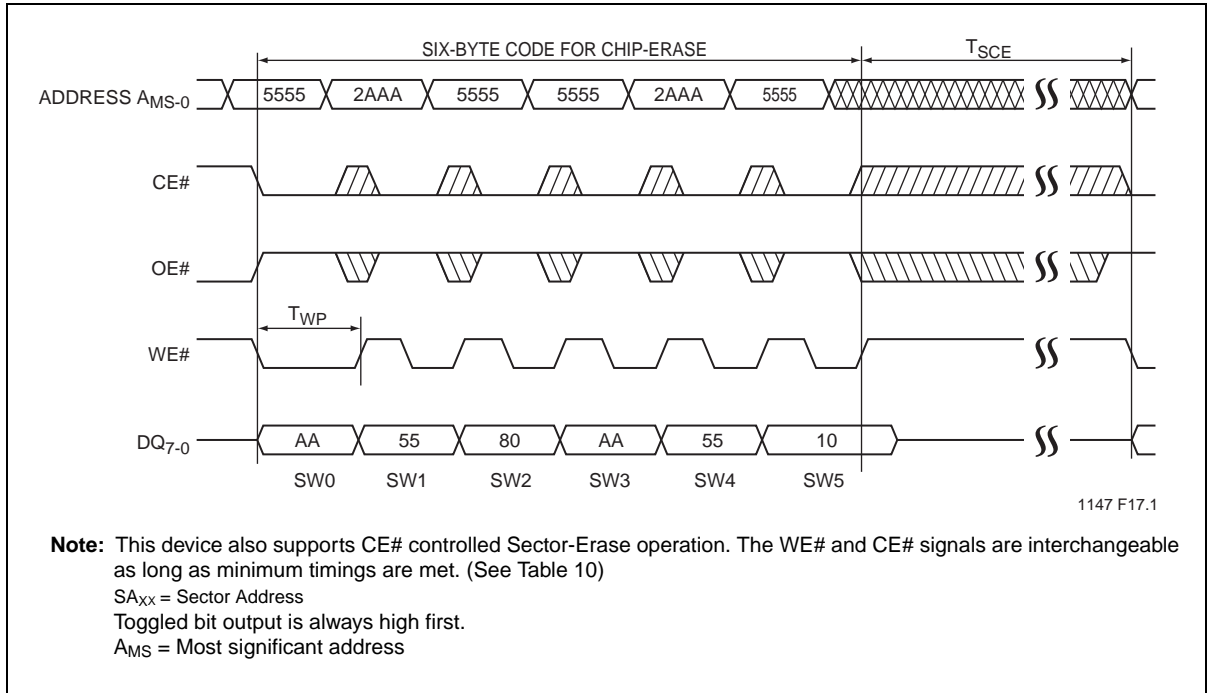 SIX-BYTE CODE FOR CHIP-ERASE TSCE
ADDRESS AMS-0 5555 2AAA 5555 5555 2AAA 5555
CE#
OE#
TWP
WE#
DQ7-0 AA 55 80 AA 55 10
SW0 SW1 SW2 SW3 SW4 SW5
1147 F17.1
Note: This device also supports CE# controlled Sector-Erase operation. The WE# and CE# signals are interchangeable
as long as minimum timings are met. (See Table 10)
SAXX = Sector Address
Toggled bit output is always high first.
AMS = Most significant address